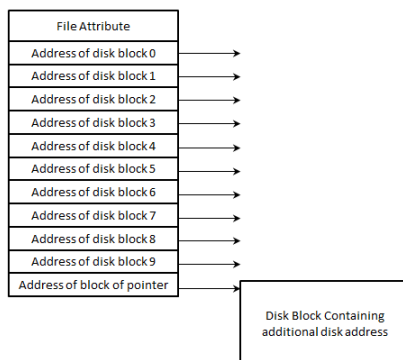 File Attribute
Address of disk block 0
Address of disk block 1
Address of disk block 2
Address of disk block 3
Address of disk block 4
Address of disk block 5
Address of disk block 6
Address of disk block 7
Address of disk block 8
Address of disk block 9
Address of block of pointer
Disk Block Containing
additional disk address